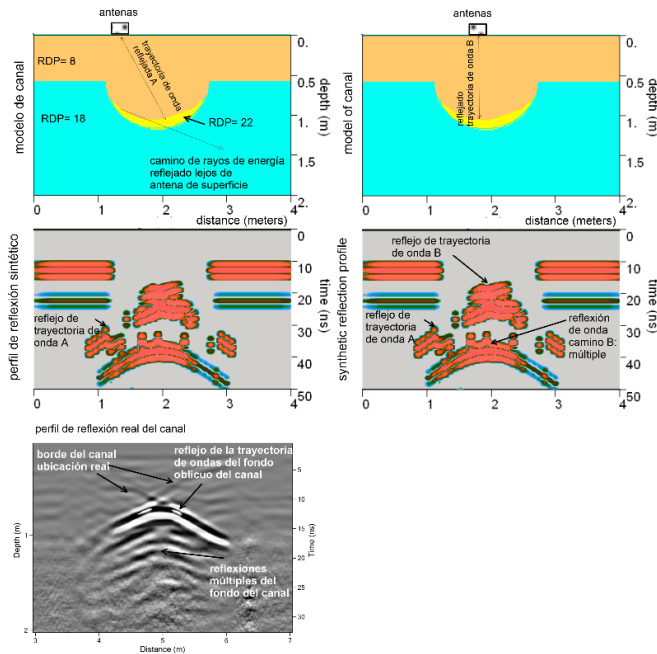 antenas
modelo de canal
RDP= 8
RDP= 18
trayectoria de onda
reflejada A
RDP= 22
camino de rayos de energía
reflejado lejos de
antena de superficie
0.
0.5
1.
1.5
2.
depth (m)
0
1
2
3
4
distance (meters)
antenas
model of canal
reflejado
trayectoria de onda B
0.
0.5
1.0
1.5
2.
depth (m)
0
1
2
3
4
distance (meters)
perfil de reflexión sintético
reflejo de
trayectoria de
onda A
0
10
20
30
40
50
time (ns)
0
1
2
3
4
synthetic reflection profile
reflejo de trayectoria
de onda B
reflejo de
trayectoria
de onda A
reflexión
de onda
camino B:
múltiple
0
10
20
30
40
50
time (ns)
0
1
2
3
4
perfil de reflexión real del canal
borde del canal
ubicación real
reflejo de la trayectoria
de ondas del fondo
oblicuo del canal
reflexiones
múltiples del
fondo del canal
Depth (m)
1
2
5
10
15
20
25
30
Time (ns)
3
4
5
6
7
Distance (m)